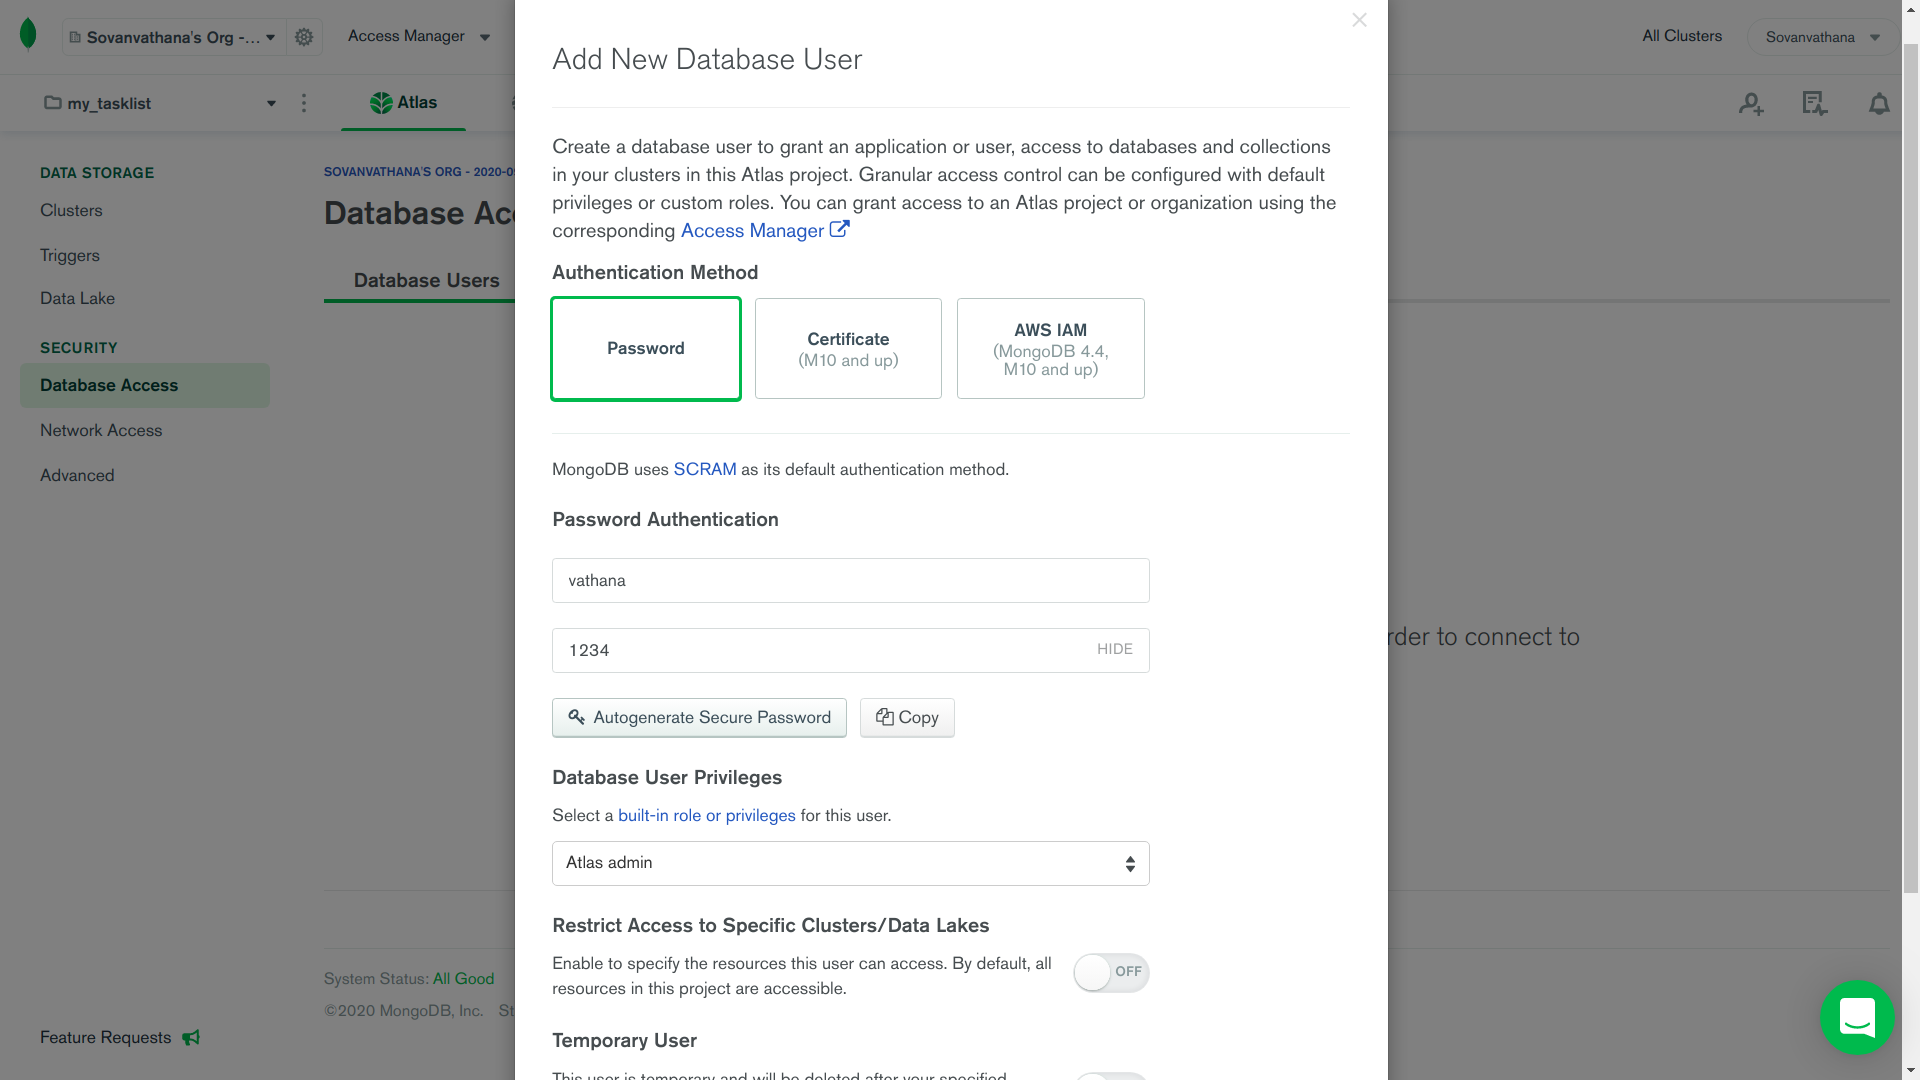 Sovanvathana's Org -...
Access Manager
All Clusters
Sovanvathana
my_tasklist
Atlas
DATA STORAGE
Clusters
Triggers
Data Lake
SECURITY
Database Access
Network Access
Advanced
Feature Requests
SOVANVATHANA'S ORG - 2020-0
Database Acc
Database Users
rder to connect to
System Status: All Good
©2020 MongoDB, Inc. St
Add New Database User
Create a database user to grant an application or user, access to databases and collections
in your clusters in this Atlas project. Granular access control can be configured with default
privileges or custom roles. You can grant access to an Atlas project or organization using the
corresponding Access Manager
Authentication Method
Password
Certificate
(M10 and up)
AWS IAM
(MongoDB 4.4,
M10 and up)
MongoDB uses SCRAM as its default authentication method.
Password Authentication
vathana
1234
HIDE
Autogenerate Secure Password
Copy
Database User Privileges
Select a built-in role or privileges for this user.
Atlas admin
Restrict Access to Specific Clusters/Data Lakes
Enable to specify the resources this user can access. By default, all
resources in this project are accessible.
OFF
Temporary User
This user is temporary and will be deleted after your specified